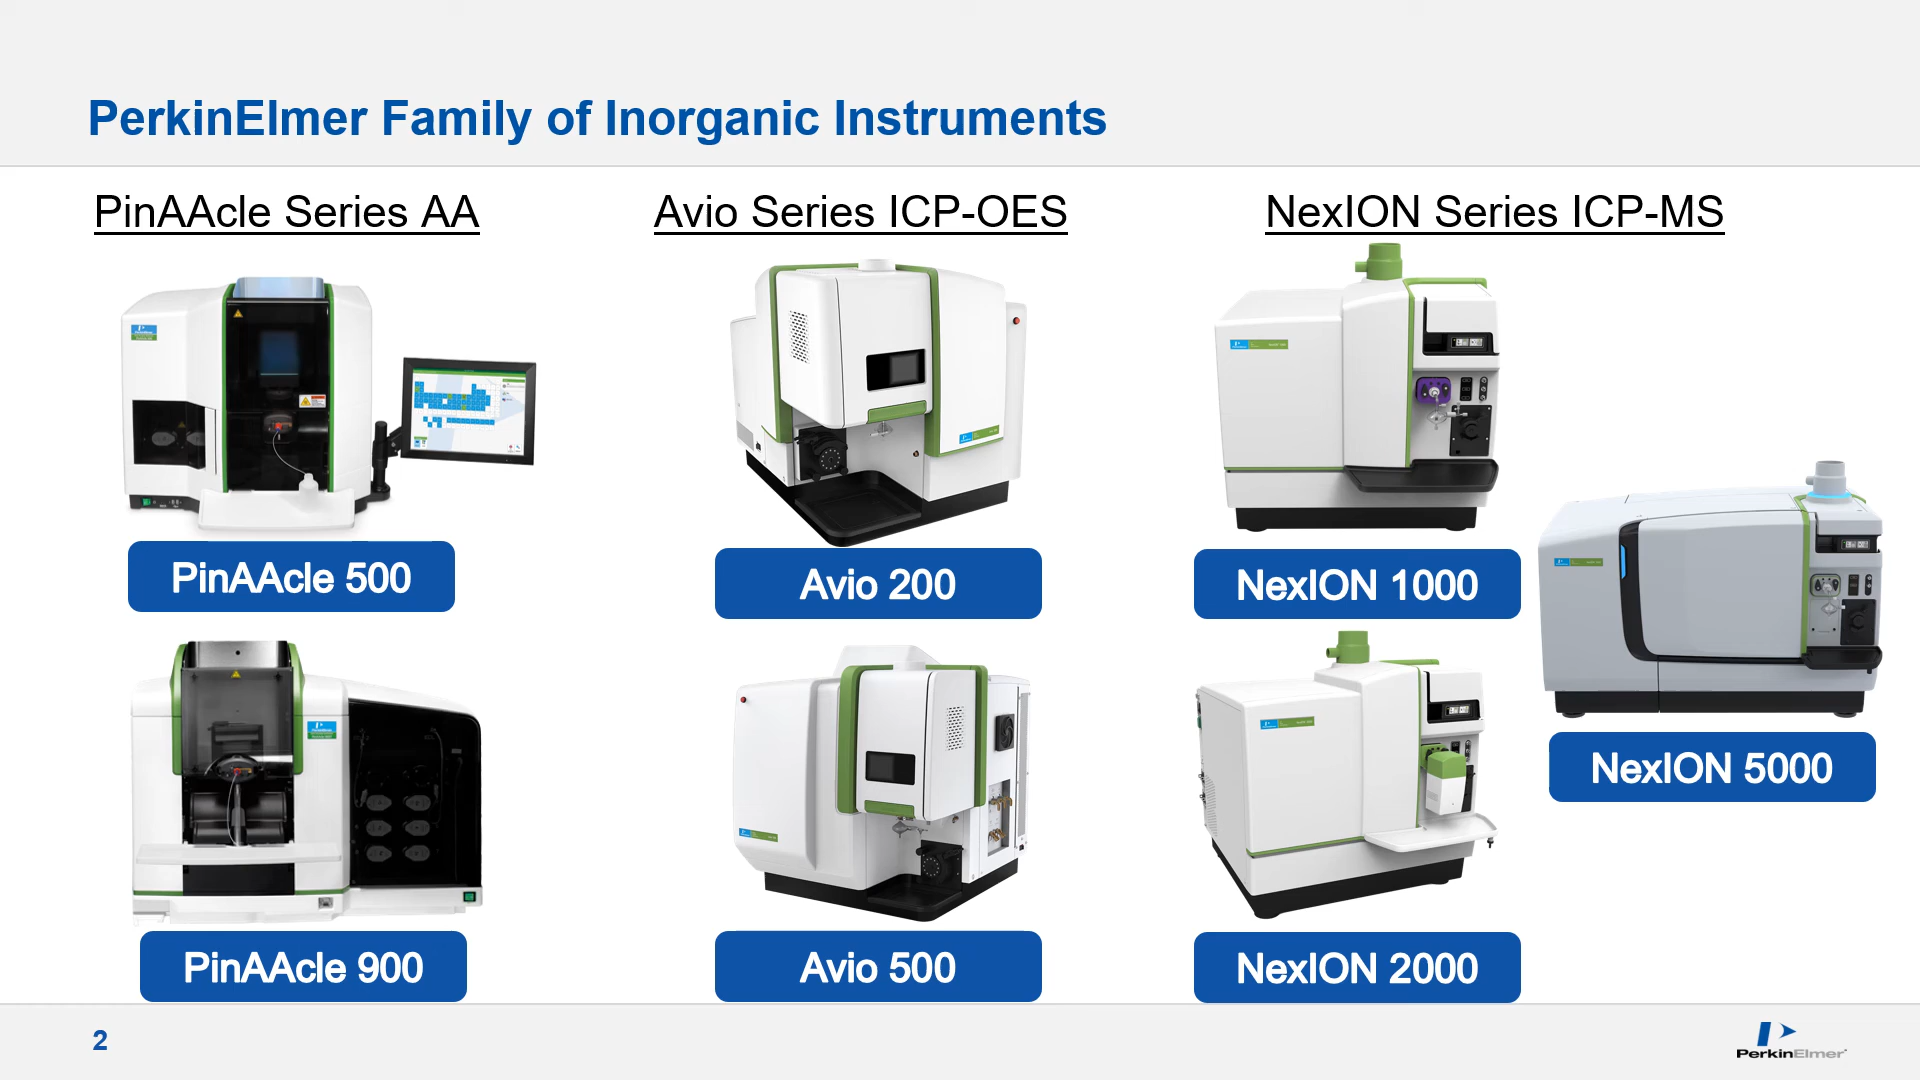 PerkinElmer Family of Inorganic Instruments
PinAAcle Series AA
Avio Series ICP-OES
NexION Series ICP-MS
PinAAcle 500
Avio 200
NexION 1000
NexION 5000
PinAAcle 900
Avio 500
NexION 2000
2
PerkinElmer